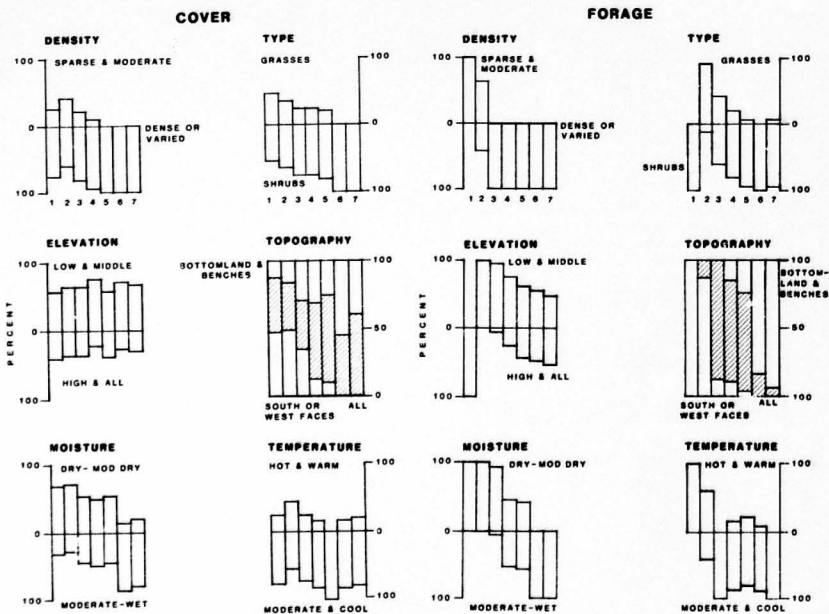 COVER
FORAGE
DENSITY
TYPE
DENSITY
TYPE
100
SPARSE & MODERATE
GRASSES
100
100
SPARSE &
MODERATE
GRASSES
100
0
DENSE OR
VARIED
0
0
DENSE OR
VARIED
0
100
SHRUBS
100
100
SHRUBS
100
1 2 3 4 5 6 7
1 2 3 4 5 6 7
1 2 3 4 5 6 7
1 2 3 4 5 6 7
ELEVATION
TOPOGRAPHY
ELEVATION
TOPOGRAPHY
100
LOW & MIDDLE
BOTTOMLAND &
BENCHES
100
100
LOW & MIDDLE
100
BOTTOM-
LAND &
BENCHES
PERCENT
0
50
0
50
100
HIGH & ALL
0
100
HIGH & ALL
100
SOUTH OR
WEST FACES
ALL
SOUTH OR
WEST FACES
ALL
MOISTURE
TEMPERATURE
MOISTURE
TEMPERATURE
100
DRY-MOD DRY
HOT & WARM
100
100
DRY-MOD DRY
HOT & WARM
100
0
0
0
0
100
MODERATE-WET
MODERATE & COOL
100
100
MODERATE-WET
MODERATE & COOL
100